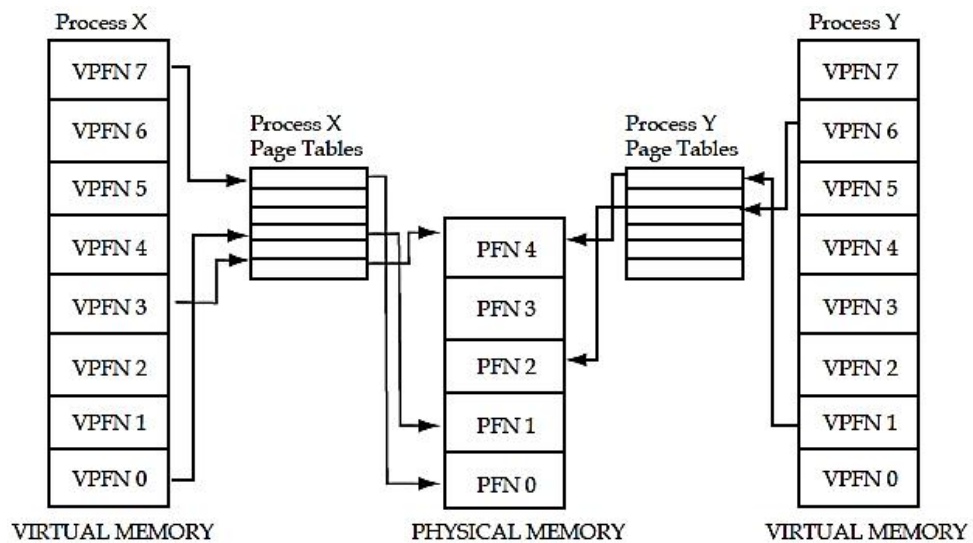 Process X
VPFN 7
VPFN 6
VPFN 5
VPFN 4
VPFN 3
VPFN 2
VPFN 1
VPFN 0
VIRTUAL MEMORY
Process X
Page Tables
PFN 4
PFN 3
PFN 2
PFN 1
PFN 0
PHYSICAL MEMORY
Process Y
Page Tables
Process Y
VPFN 7
VPFN 6
VPFN 5
VPFN 4
VPFN 3
VPFN 2
VPFN 1
VPFN 0
VIRTUAL MEMORY